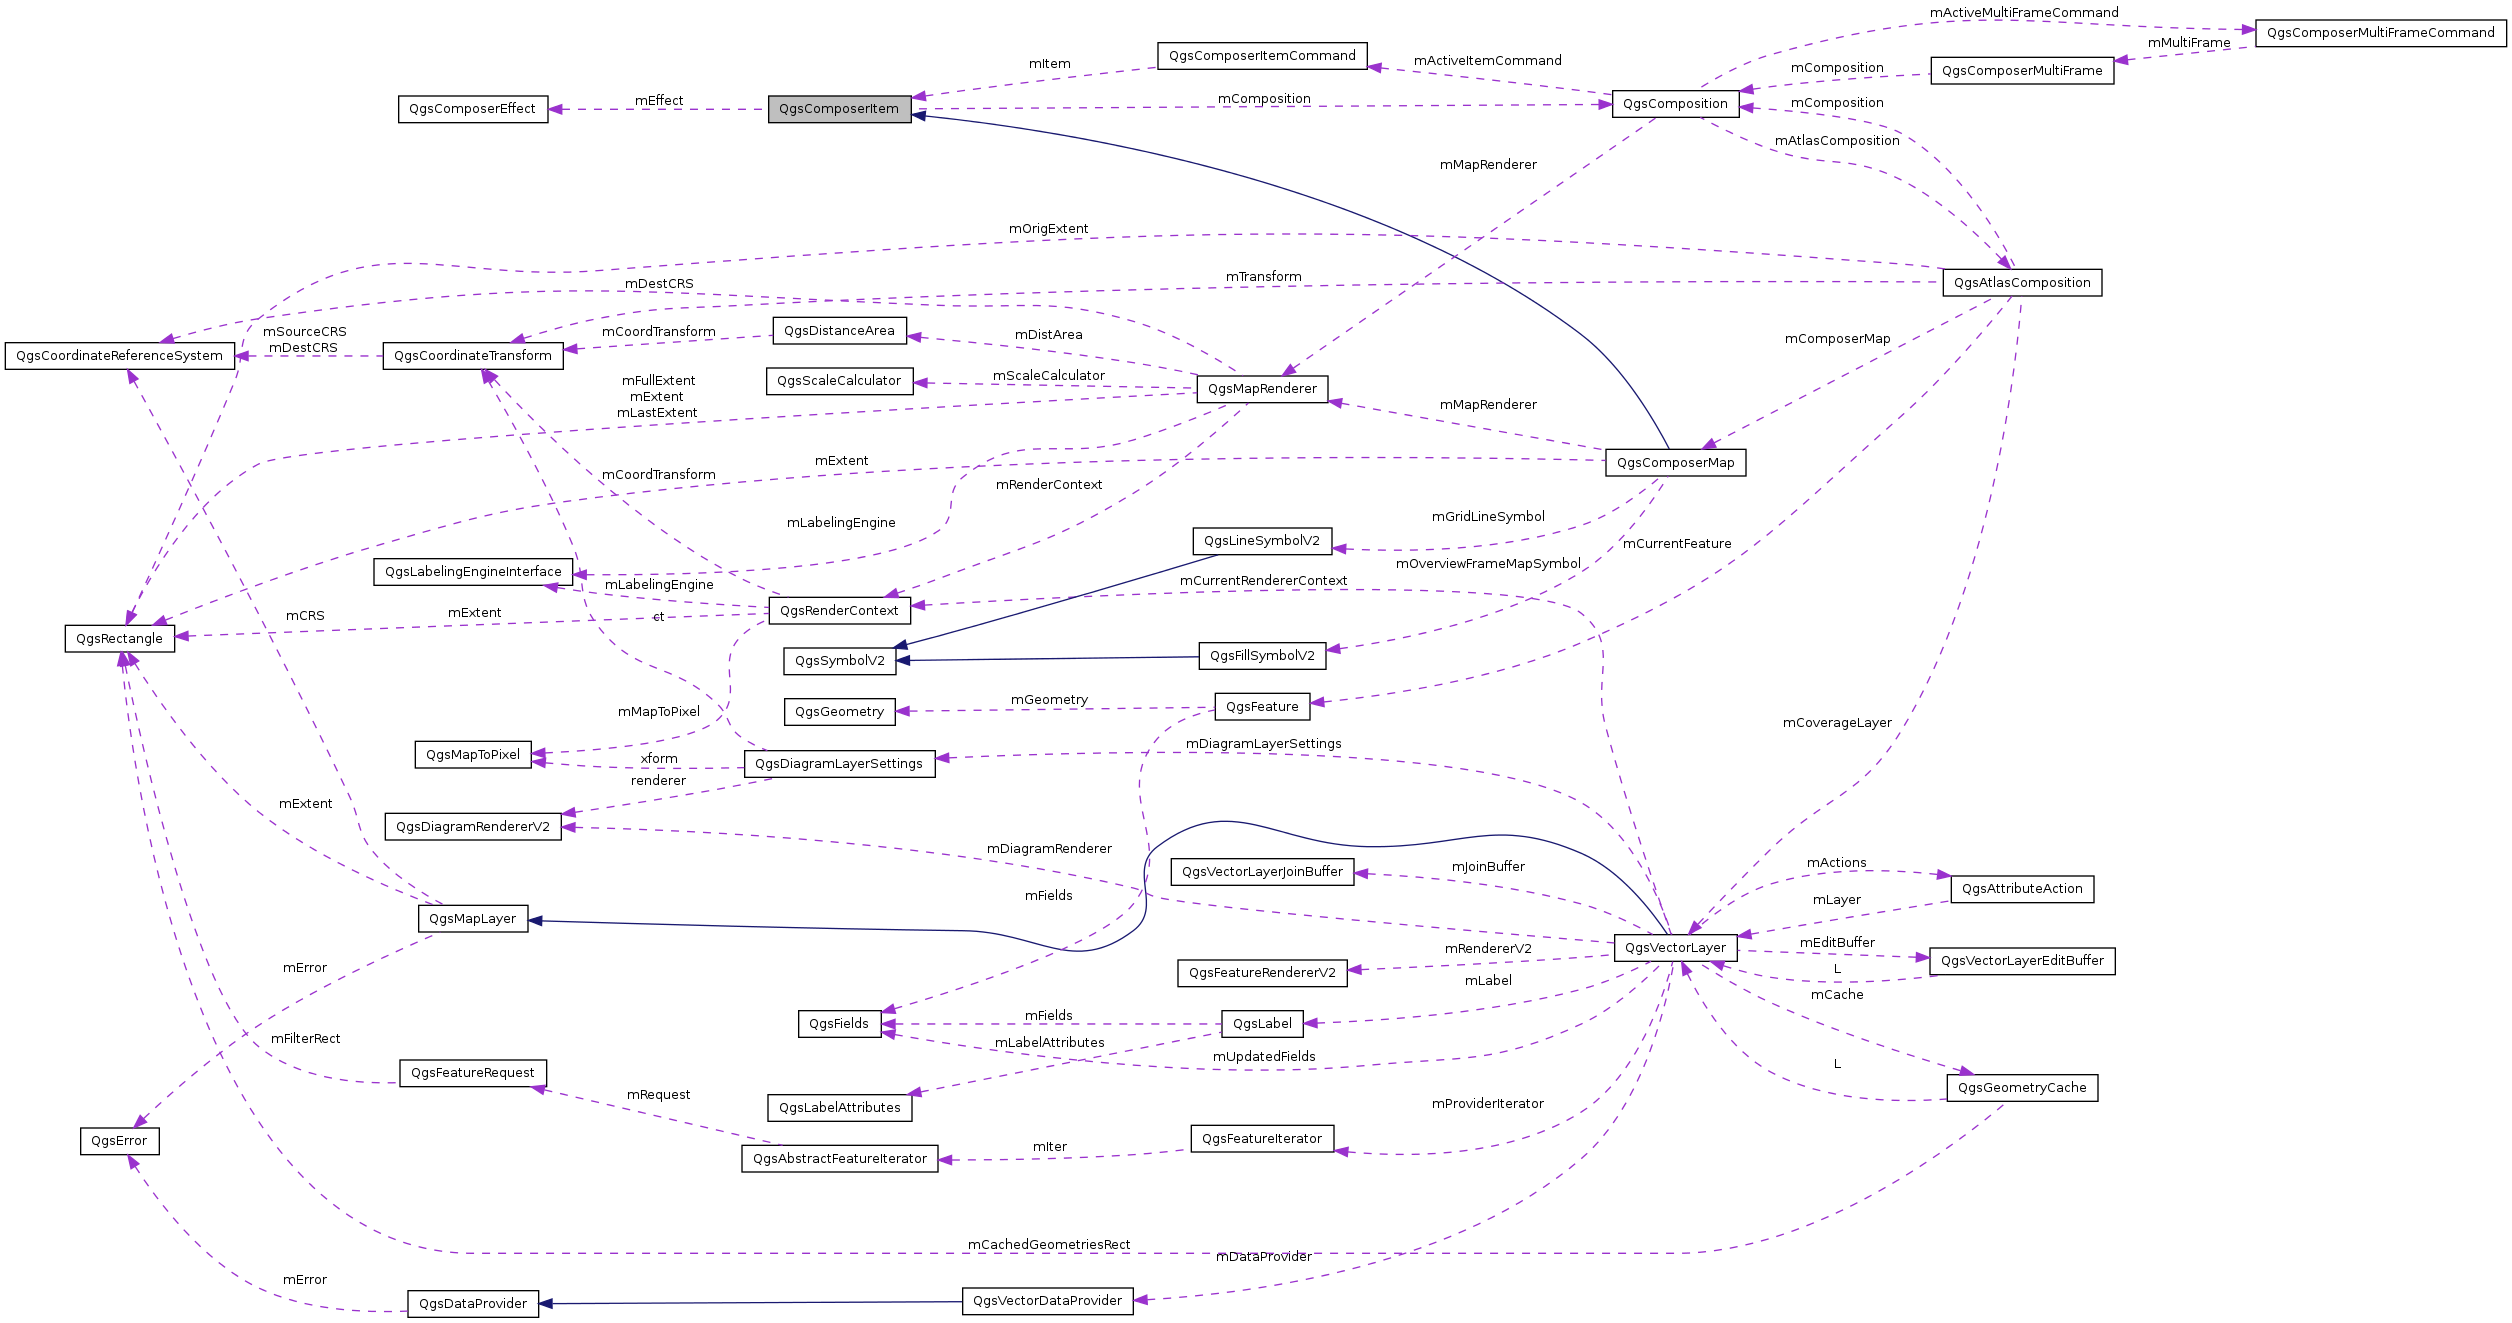 mActiveMultiFrameCommand
QgsComposerMultiFrameCommand
mMultiFrame
QgsComposerItemCommand
mItem
mActiveItemCommand
mComposition
QgsComposerMultiFrame
mEffect
mComposition
mComposition
QgsComposerEffect
QgsComposerItem
QgsComposition
mAtlasComposition
mMapRenderer
mOrigExtent
mTransform
mDestCRS
QgsAtlasComposition
mSourceCRS
mDestCRS
mCoordTransform
QgsDistanceArea
mDistArea
mComposerMap
QgsCoordinateReferenceSystem
QgsCoordinateTransform
mFullExtent
mExtent
mLastExtent
QgsScaleCalculator
mScaleCalculator
QgsMapRenderer
mMapRenderer
mCoordTransform
mExtent
mRenderContext
QgsComposerMap
mLabelingEngine
mGridLineSymbol
QgsLineSymbolV2
mCurrentFeature
QgsLabelingEngineInterface
mLabelingEngine
mCurrentRendererContext
mOverviewFrameMapSymbol
mCRS
mExtent
ct
QgsRenderContext
QgsRectangle
QgsSymbolV2
QgsFillSymbolV2
mMapToPixel
QgsGeometry
mGeometry
QgsFeature
mCoverageLayer
QgsMapToPixel
xform
renderer
QgsDiagramLayerSettings
mDiagramLayerSettings
mExtent
QgsDiagramRendererV2
mDiagramRenderer
QgsVectorLayerJoinBuffer
mJoinBuffer
mActions
QgsAttributeAction
mFields
mLayer
QgsMapLayer
mRendererV2
QgsVectorLayer
mEditBuffer
QgsVectorLayerEditBuffer
mError
QgsFeatureRendererV2
mLabel
L
mCache
mFields
QgsFields
QgsLabel
mFilterRect
mLabelAttributes
mUpdatedFields
QgsFeatureRequest
L
QgsGeometryCache
mRequest
QgsLabelAttributes
mProviderIterator
QgsError
mIter
QgsFeatureIterator
QgsAbstractFeatureIterator
mCachedGeometriesRect
mDataProvider
mError
QgsDataProvider
QgsVectorDataProvider